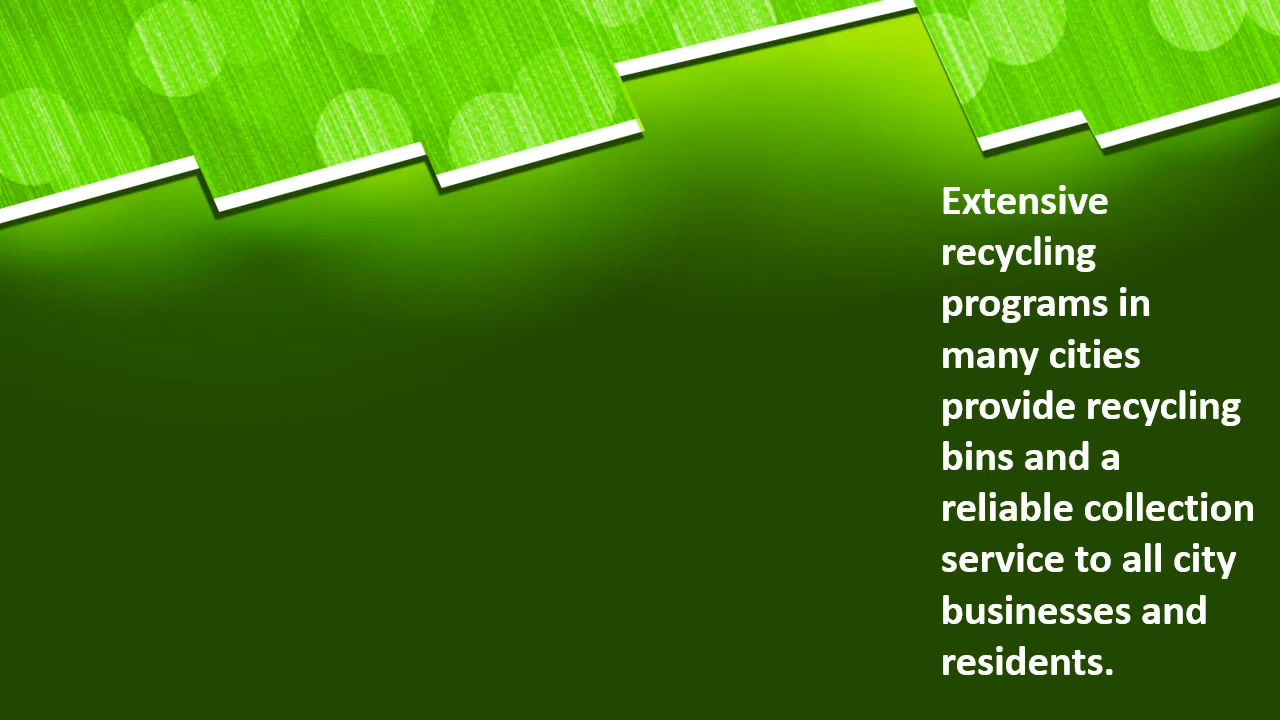 Extensive
recycling
programs in
many cities
provide recycling
bins and a
reliable collection
service to all city
businesses and
residents.